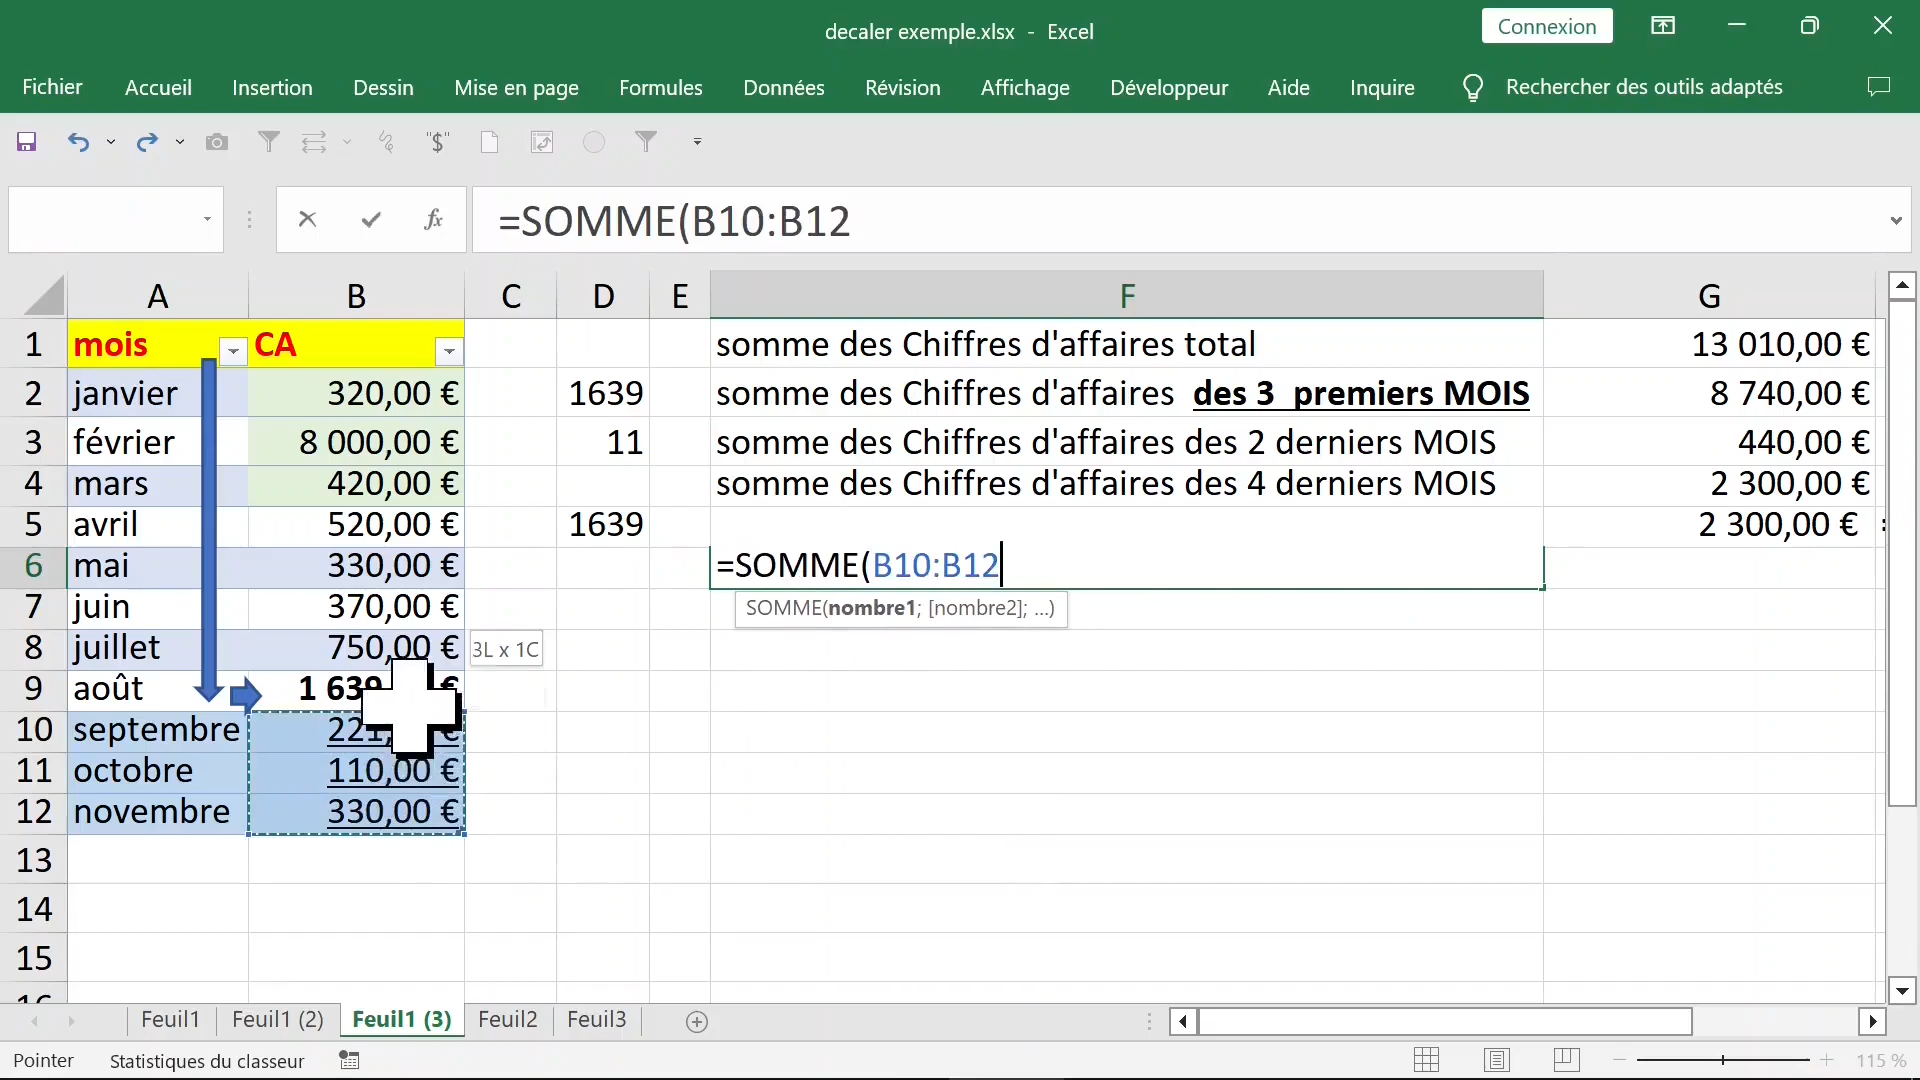 decaler exemple.xlsx - Excel
Connexion
Fichier Accueil Insertion Dessin Mise en page Formules Données Révision Affichage Développeur Aide Inquire Rechercher des outils adaptés
"$"
fx =SOMME(B10:B12
A B C D E F G
1 mois CA somme des Chiffres d'affaires total 13 010,00 €
2 janvier 320,00 € 1639 somme des Chiffres d'affaires des 3 premiers MOIS 8 740,00 €
3 février 8 000,00 € 11 somme des Chiffres d'affaires des 2 derniers MOIS 440,00 €
4 mars 420,00 € somme des Chiffres d'affaires des 4 derniers MOIS 2 300,00 €
5 avril 520,00 € 1639 2 300,00 €
6 mai 330,00 € =SOMME(B10:B12
7 juin 370,00 € SOMME(nombre1; [nombre2]; ...)
8 juillet 750,00 € 3L x 1C
9 août 1 639 €
10 septembre 221, €
11 octobre 110,00 €
12 novembre 330,00 €
13
14
15
16
Feuil1 Feuil1 (2) Feuil1 (3) Feuil2 Feuil3
Pointer Statistiques du classeur 115 %